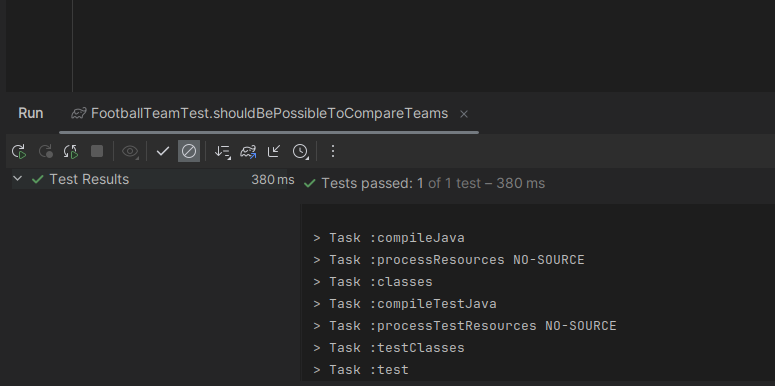 Run FootballTeamTest.shouldBePossibleToCompareTeams ×
Test Results 380 ms
Tests passed: 1 of 1 test – 380 ms
> Task :compileJava
> Task :processResources NO-SOURCE
> Task :classes
> Task :compileTestJava
> Task :processTestResources NO-SOURCE
> Task :testClasses
> Task :test